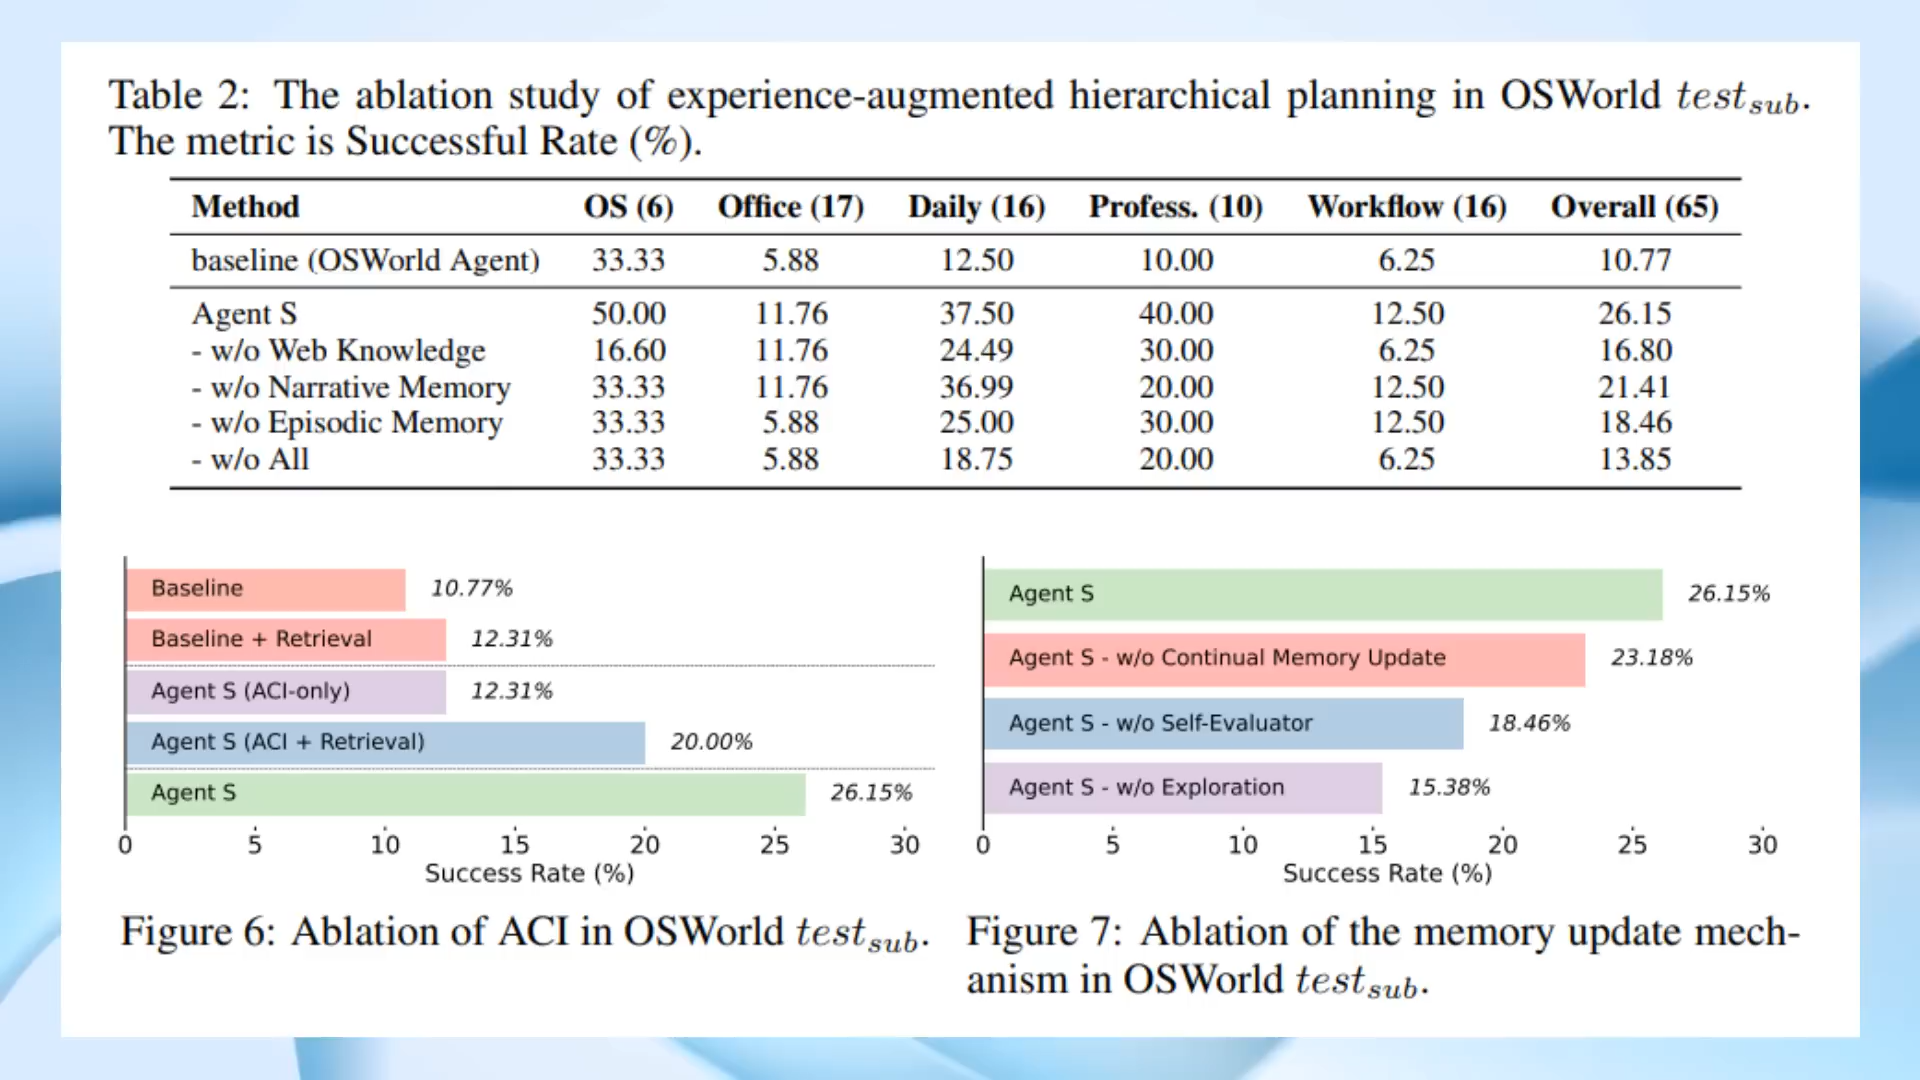 Table 2: The ablation study of experience-augmented hierarchical planning in OSWorld test_sub.
The metric is Successful Rate (%).
Method OS (6) Office (17) Daily (16) Profess. (10) Workflow (16) Overall (65)
baseline (OSWorld Agent) 33.33 5.88 12.50 10.00 6.25 10.77
Agent S 50.00 11.76 37.50 40.00 12.50 26.15
- w/o Web Knowledge 16.60 11.76 24.49 30.00 6.25 16.80
- w/o Narrative Memory 33.33 11.76 36.99 20.00 12.50 21.41
- w/o Episodic Memory 33.33 5.88 25.00 30.00 12.50 18.46
- w/o All 33.33 5.88 18.75 20.00 6.25 13.85
Baseline 10.77%
Baseline + Retrieval 12.31%
Agent S (ACI-only) 12.31%
Agent S (ACI + Retrieval) 20.00%
Agent S 26.15%
0 5 10 15 20 25 30
Success Rate (%)
Figure 6: Ablation of ACI in OSWorld test_sub.
Agent S 26.15%
Agent S - w/o Continual Memory Update 23.18%
Agent S - w/o Self-Evaluator 18.46%
Agent S - w/o Exploration 15.38%
0 5 10 15 20 25 30
Success Rate (%)
Figure 7: Ablation of the memory update mech-
anism in OSWorld test_sub.